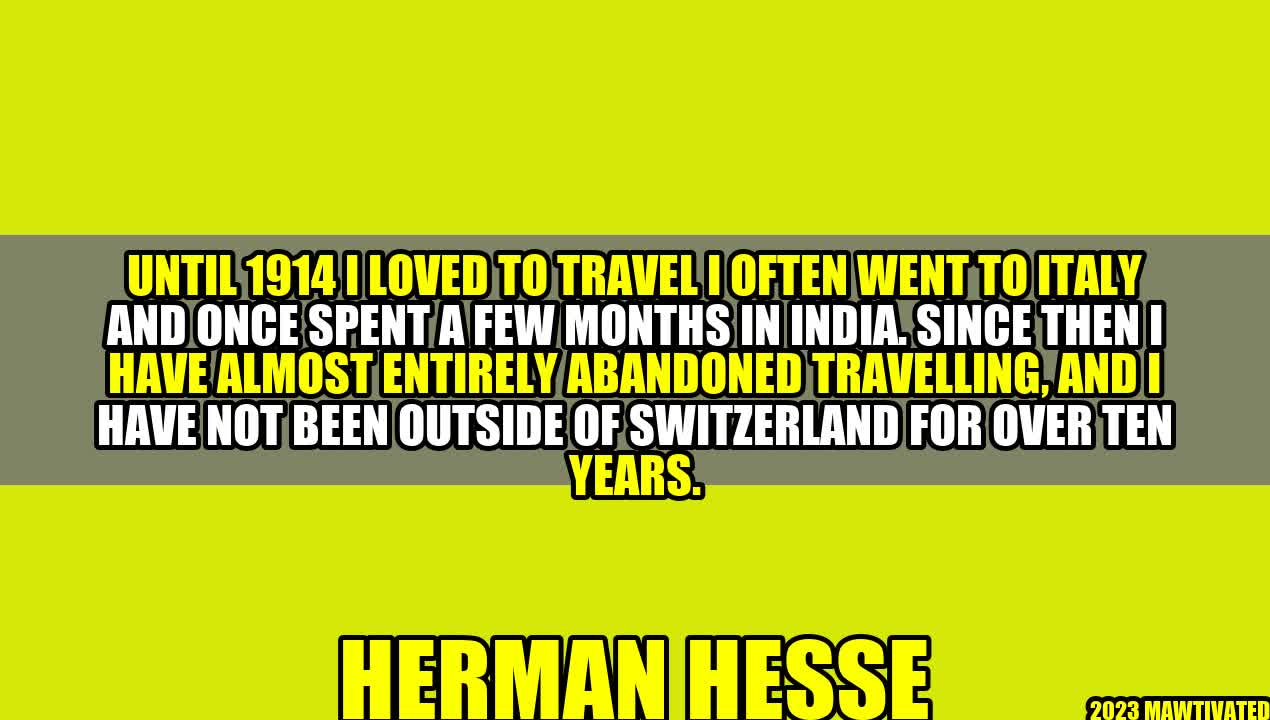 UNTIL 1914 I LOVED TO TRAVEL I OFTEN WENT TO ITALY
AND ONCE SPENT A FEW MONTHS IN INDIA. SINCE THEN I
HAVE ALMOST ENTIRELY ABANDONED TRAVELLING, AND I
HAVE NOT BEEN OUTSIDE OF SWITZERLAND FOR OVER TEN
YEARS.
HERMAN HESSE
2023 MAWTIVATED